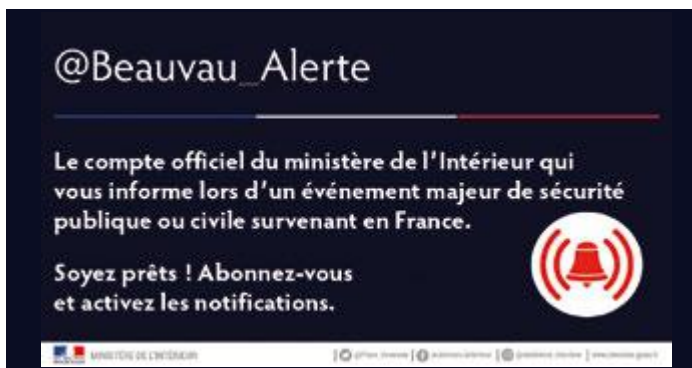 @Beauvau_Alerte
Le compte officiel du ministère de l'Intérieur qui
vous informe lors d'un événement majeur de sécurité
publique ou civile survenant en France.
Soyez prêts ! Abonnez-vous
et activez les notifications.
MINISTÈRE DE L'INTÉRIEUR